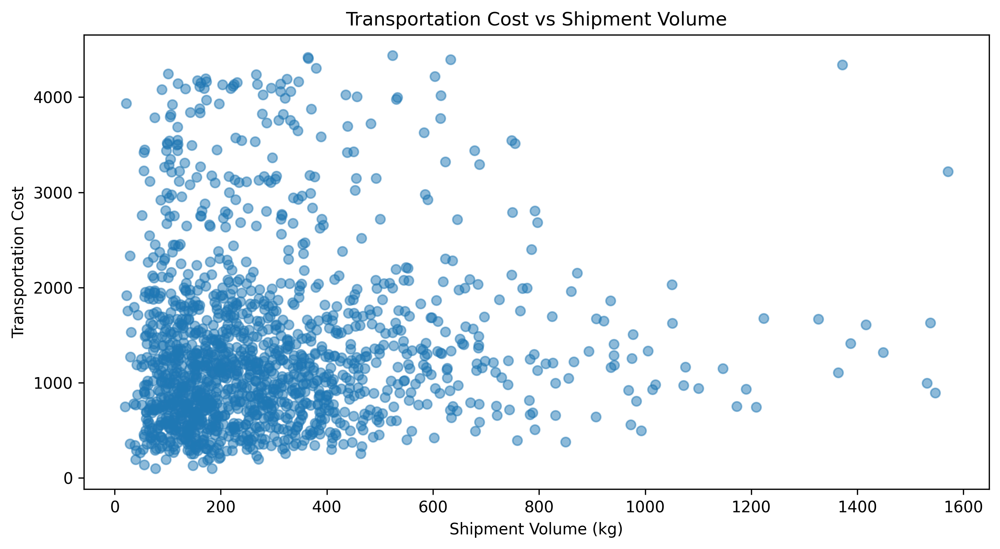 Transportation Cost vs Shipment Volume
Transportation Cost
4000
3000
2000
1000
0
0 200 400 600 800 1000 1200 1400 1600
Shipment Volume (kg)